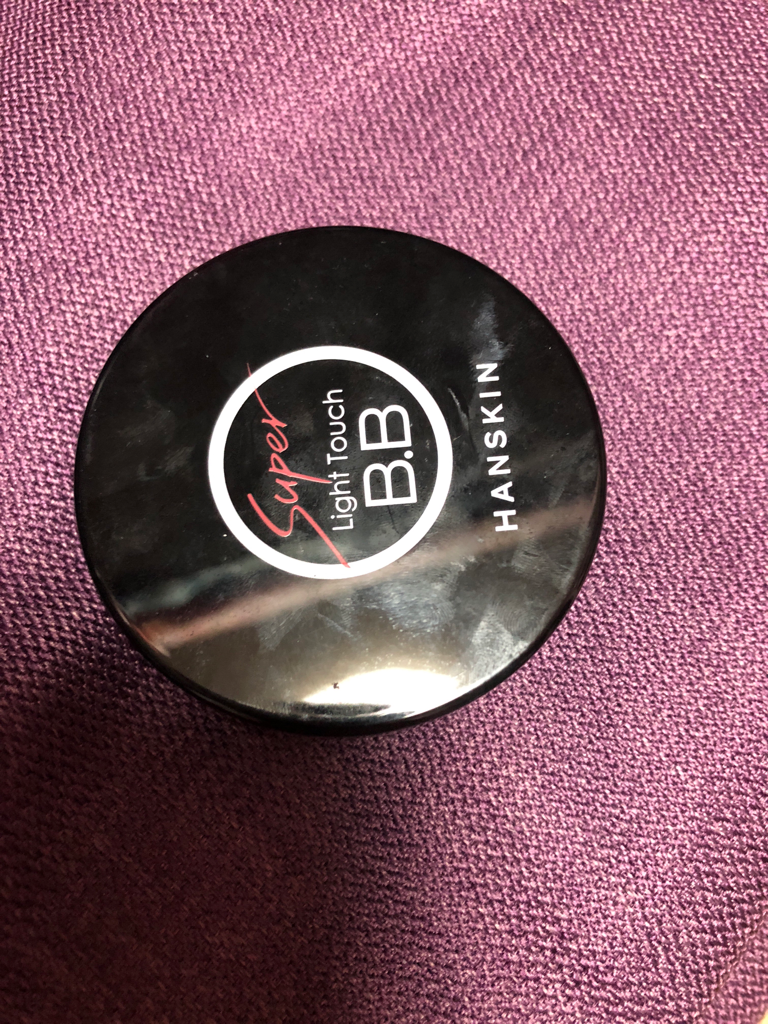 Super
Light Touch
B.B
HANSKIN